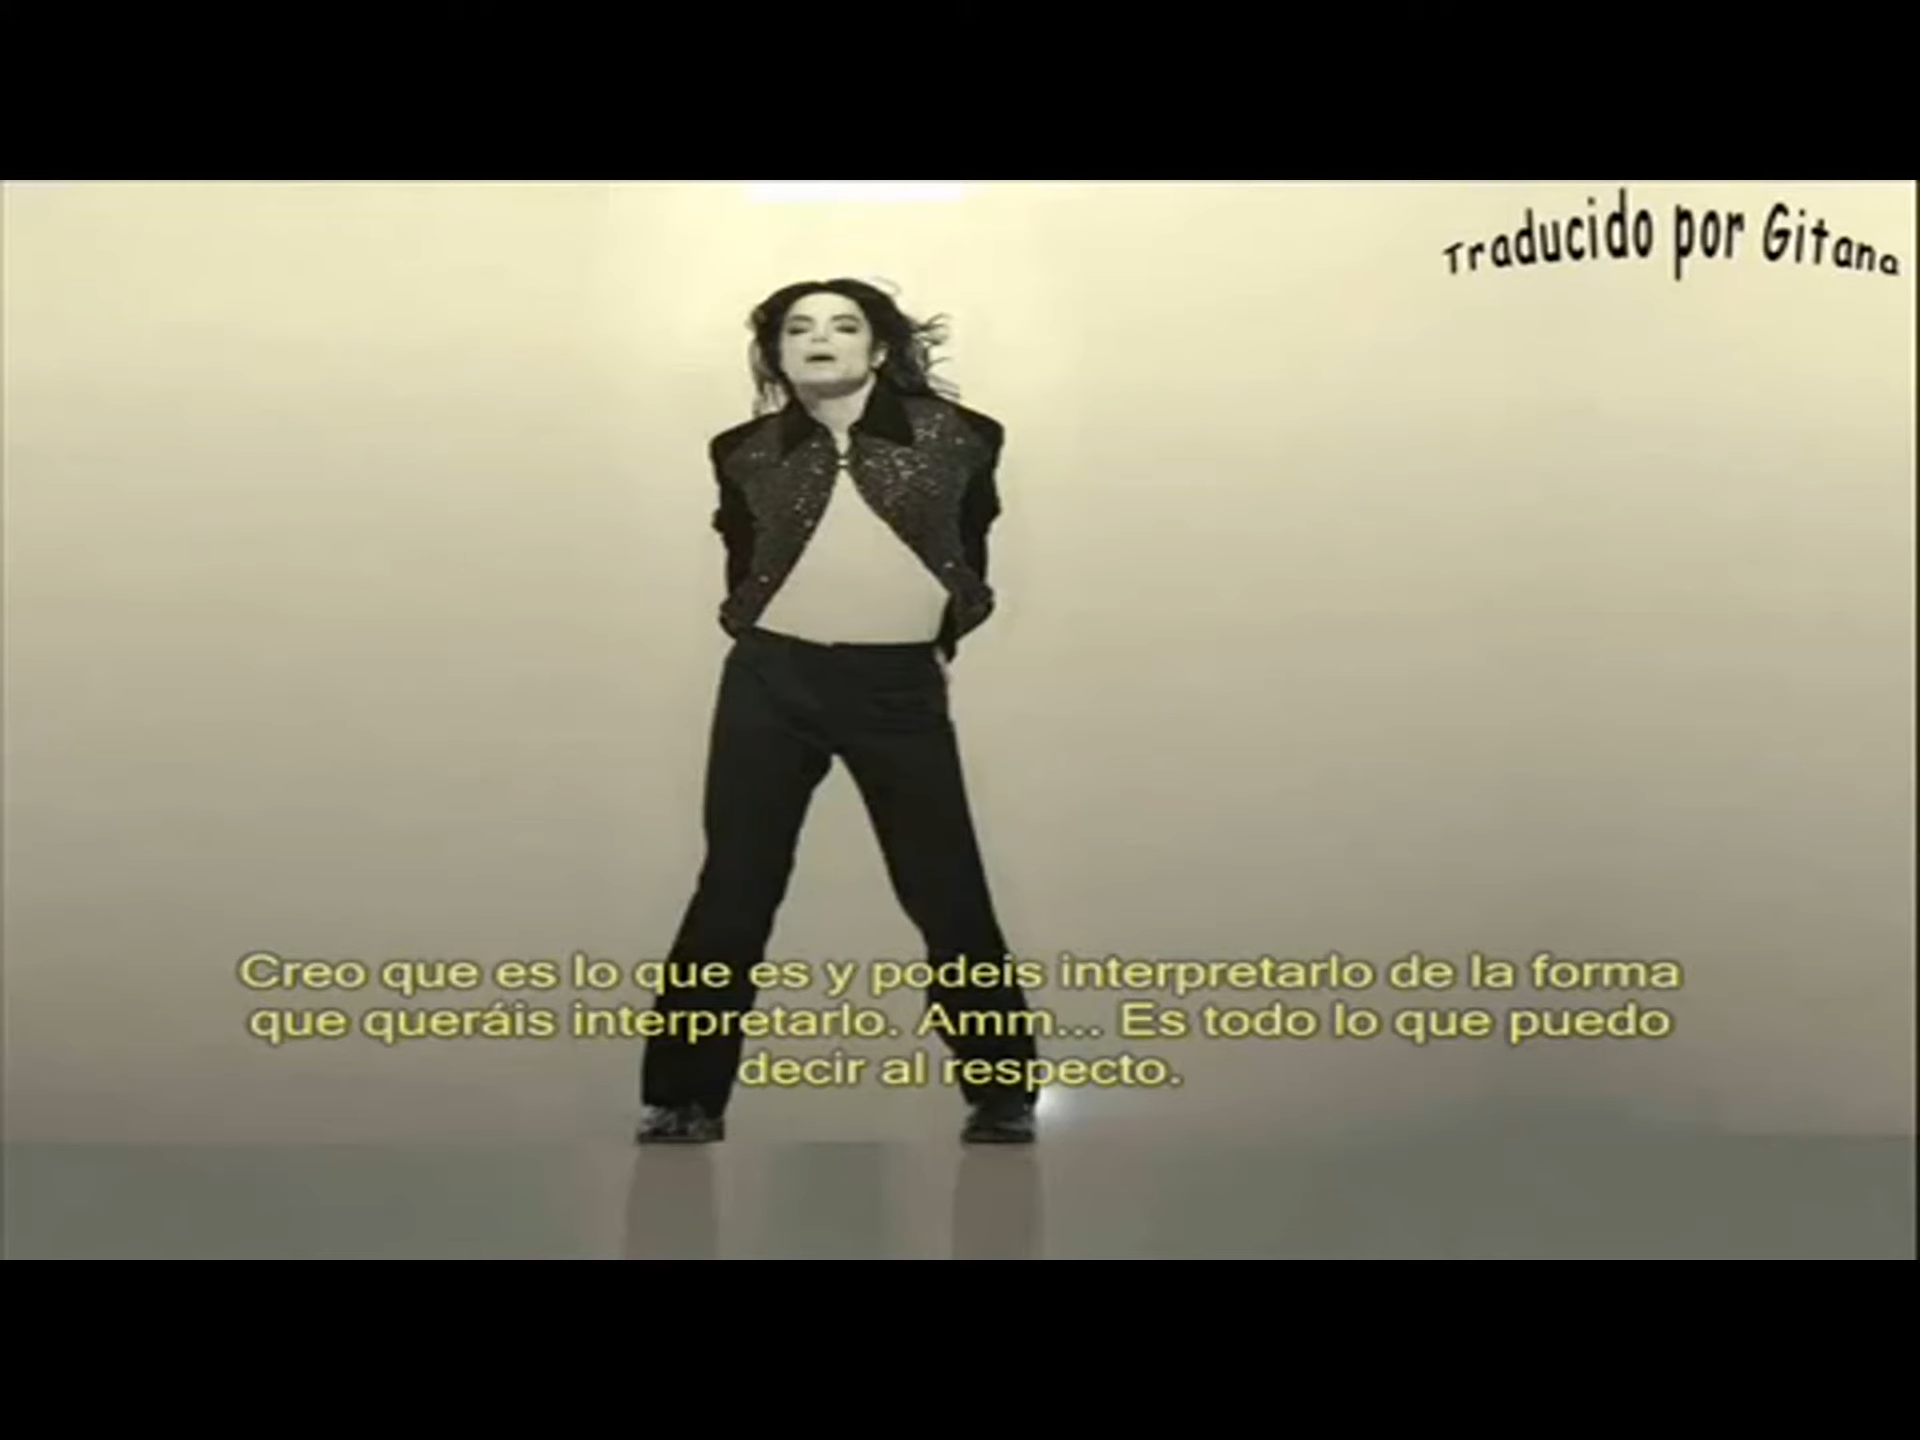 Traducido por Gitana
Creo que es lo que es y podeis interpretarlo de la forma
que queráis interpretarlo. Amm... Es todo lo que puedo
decir al respecto.